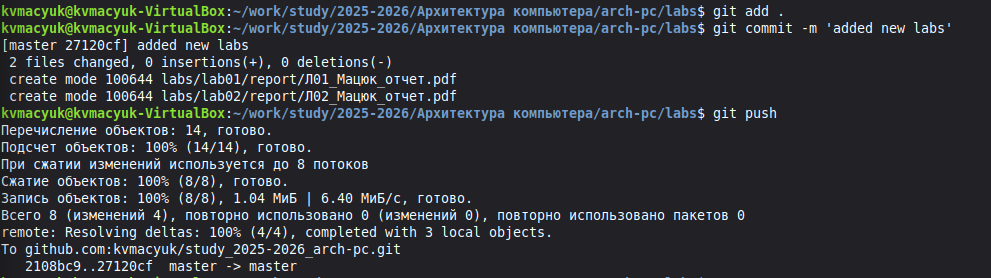 kvmacyuk@kvmacyuk-VirtualBox:~/work/study/2025-2026/Архитектура компьютера/arch-pc/labs$ git add .
kvmacyuk@kvmacyuk-VirtualBox:~/work/study/2025-2026/Архитектура компьютера/arch-pc/labs$ git commit -m 'added new labs'
[master 27120cf] added new labs
 2 files changed, 0 insertions(+), 0 deletions(-)
 create mode 100644 labs/lab01/report/Л01_Мацюк_отчет.pdf
 create mode 100644 labs/lab02/report/Л02_Мацюк_отчет.pdf
kvmacyuk@kvmacyuk-VirtualBox:~/work/study/2025-2026/Архитектура компьютера/arch-pc/labs$ git push
Перечисление объектов: 14, готово.
Подсчет объектов: 100% (14/14), готово.
При сжатии изменений используется до 8 потоков
Сжатие объектов: 100% (8/8), готово.
Запись объектов: 100% (8/8), 1.04 МиБ | 6.40 МиБ/с, готово.
Всего 8 (изменений 4), повторно использовано 0 (изменений 0), повторно использовано пакетов 0
remote: Resolving deltas: 100% (4/4), completed with 3 local objects.
To github.com:kvmacyuk/study_2025-2026_arch-pc.git
   2108bc9..27120cf  master -> master